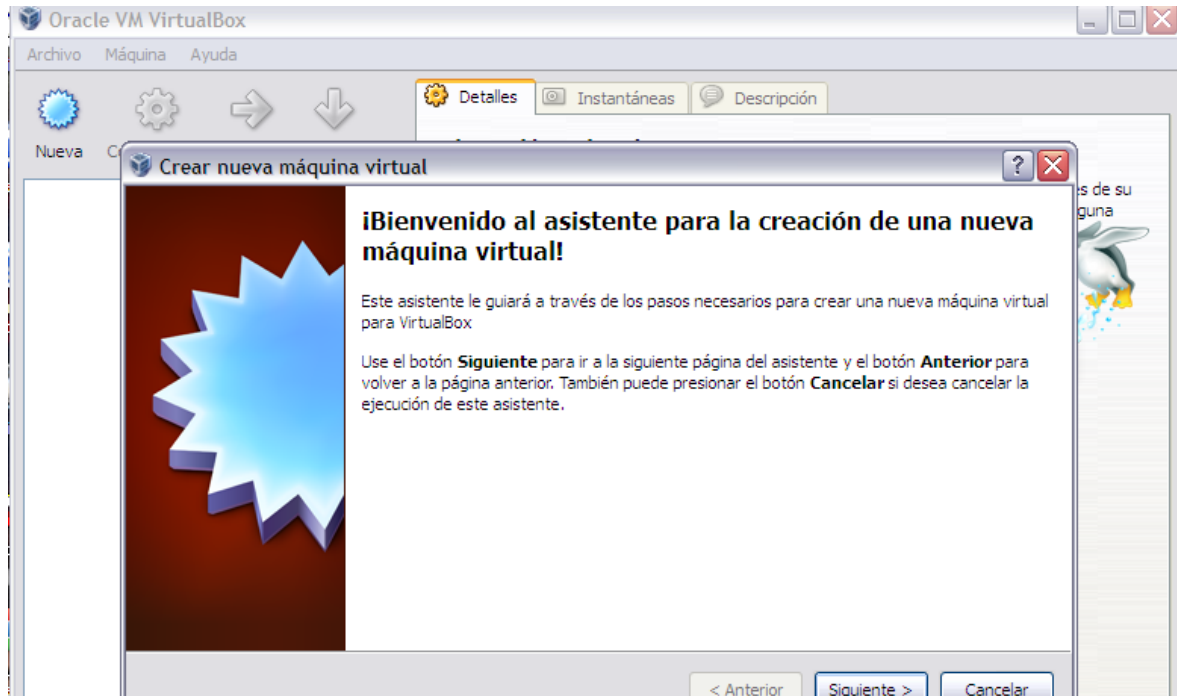 Oracle VM VirtualBox
Archivo Máquina Ayuda
Detalles Instantáneas Descripción
Nueva
Crear nueva máquina virtual
es de su
guna
¡Bienvenido al asistente para la creación de una nueva
máquina virtual!
Este asistente le guiará a través de los pasos necesarios para crear una nueva máquina virtual
para VirtualBox
Use el botón Siguiente para ir a la siguiente página del asistente y el botón Anterior para
volver a la página anterior. También puede presionar el botón Cancelar si desea cancelar la
ejecución de este asistente.
< Anterior Siguiente > Cancelar